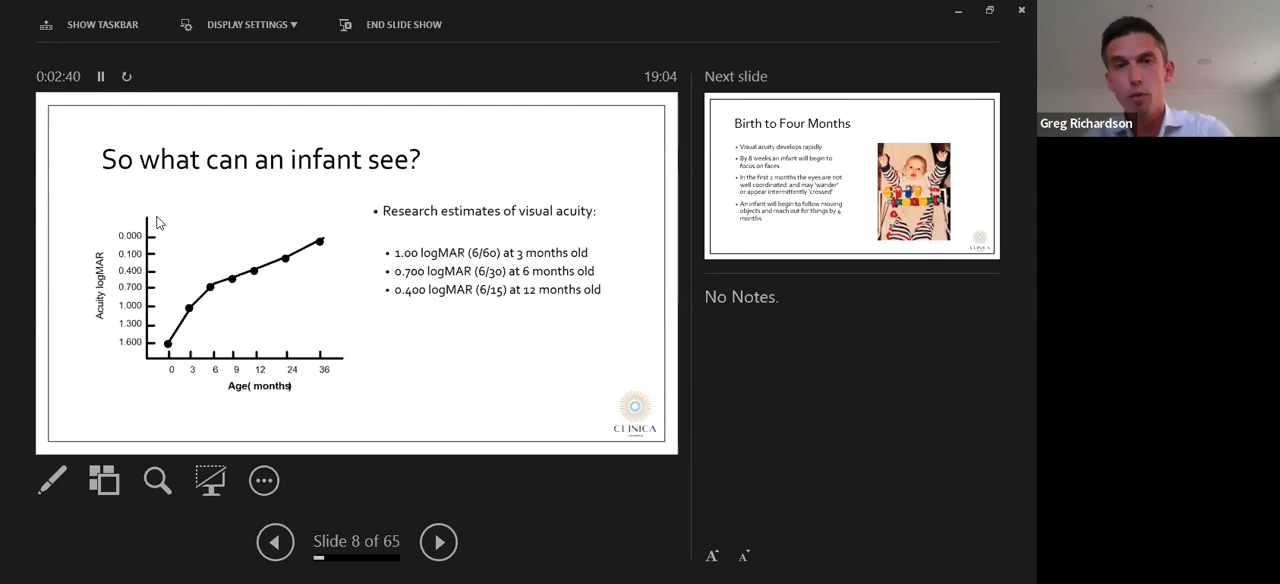 SHOW TASKBAR
DISPLAY SETTINGS
END SLIDE SHOW
0:02:40
19:04
Next slide
So what can an infant see?
0.000
0.100
0.400
0.700
1.000
1.300
1.600
Acuity logMAR
0 3 6 9 12 24 36
Age( months)
• Research estimates of visual acuity:
• 1.00 logMAR (6/60) at 3 months old
• 0.700 logMAR (6/30) at 6 months old
• 0.400 logMAR (6/15) at 12 months old
CLINICA
LONDON
Birth to Four Months
• Visual acuity develops rapidly
• By 8 weeks an infant will begin to
focus on faces
• In the first 2 months the eyes are not
well coordinated and may 'wander'
or appear intermittently 'crossed'
• An infant will begin to follow moving
objects and reach out for things by 4
months
CLINICA
Greg Richardson
No Notes.
Slide 8 of 65
A A